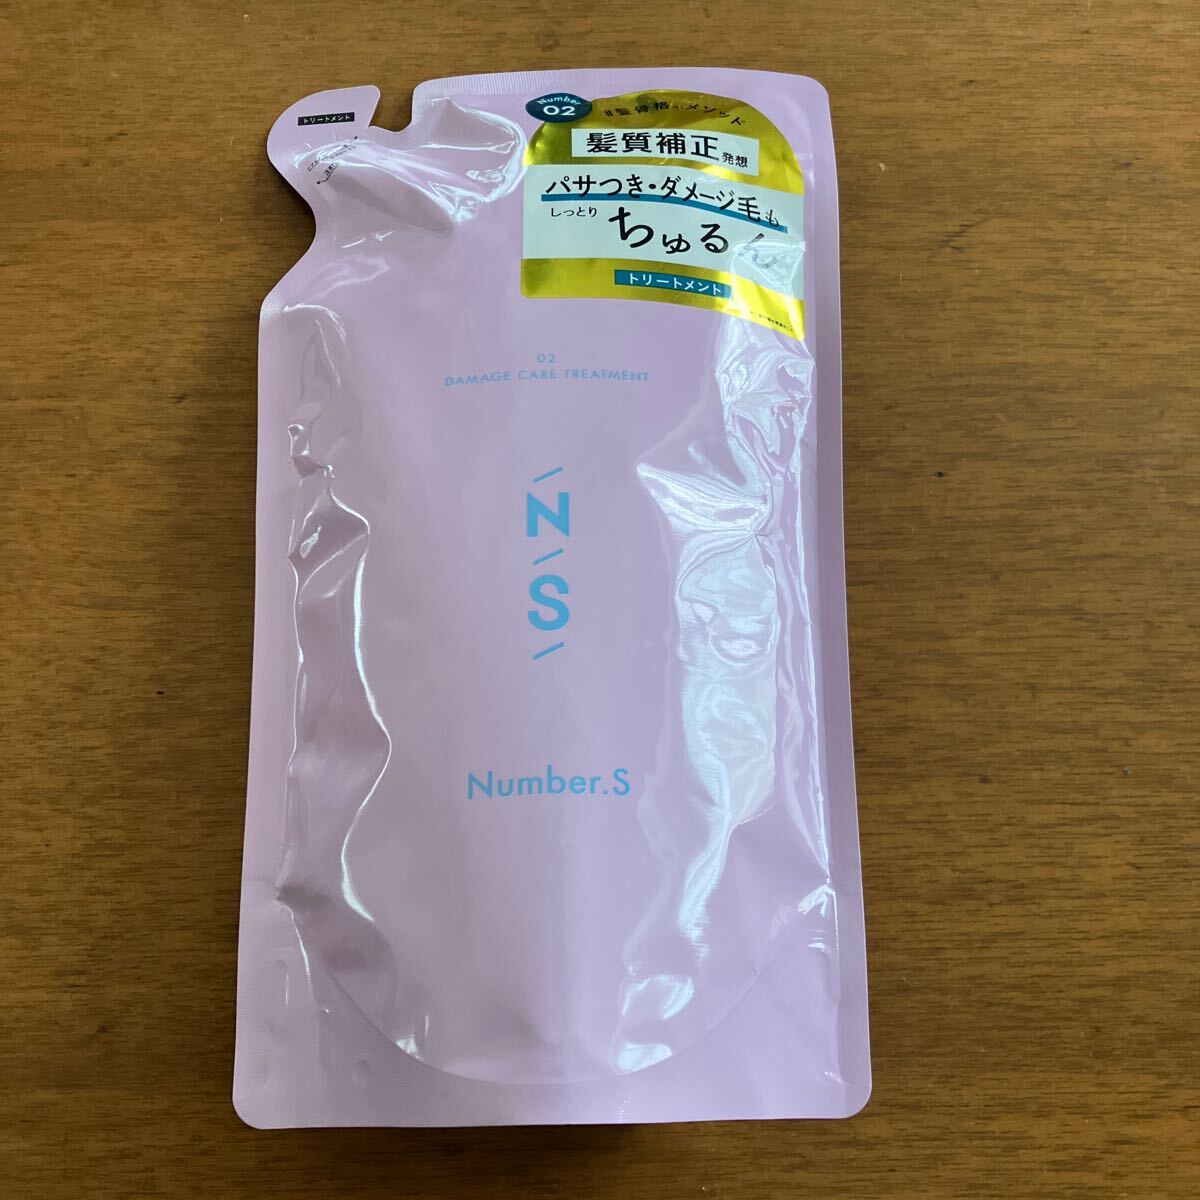 トリートメント
Number
02
#髪骨格※1メソッド
髪質補正発想
パサつき・ダメージ毛も
しっとり
ちゅるん
トリートメント
02
DAMAGE CARE TREATMENT
N
S
Number.S